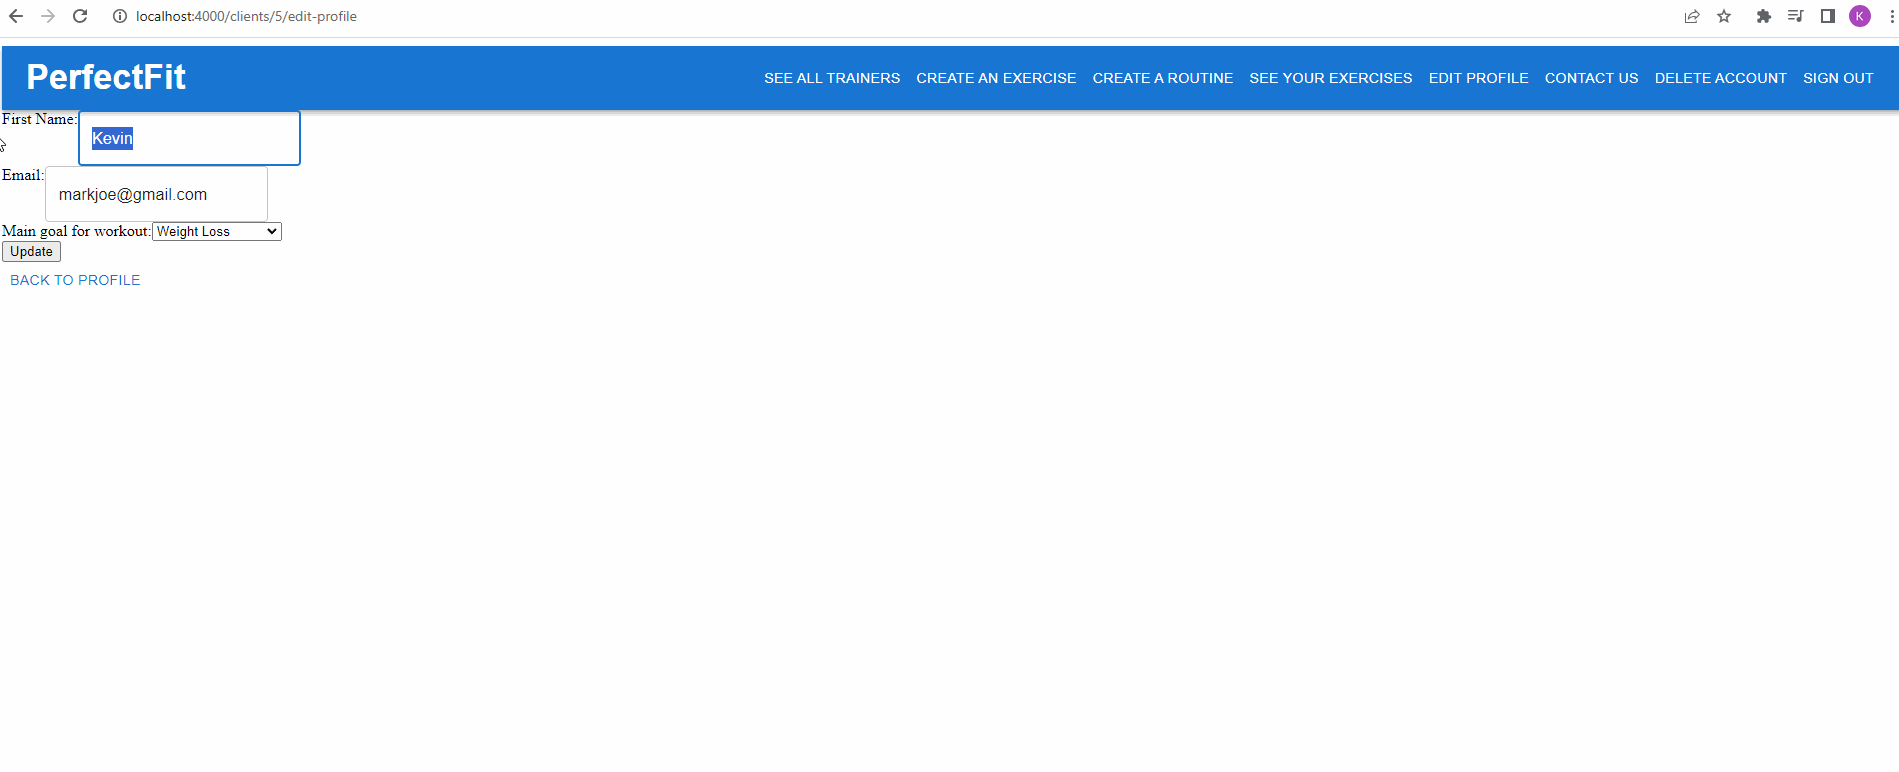 localhost:4000/clients/5/edit-profile
K
PerfectFit
SEE ALL TRAINERS CREATE AN EXERCISE CREATE A ROUTINE SEE YOUR EXERCISES EDIT PROFILE CONTACT US DELETE ACCOUNT SIGN OUT
First Name: Kevin
Email: markjoe@gmail.com
Main goal for workout: Weight Loss
Update
BACK TO PROFILE